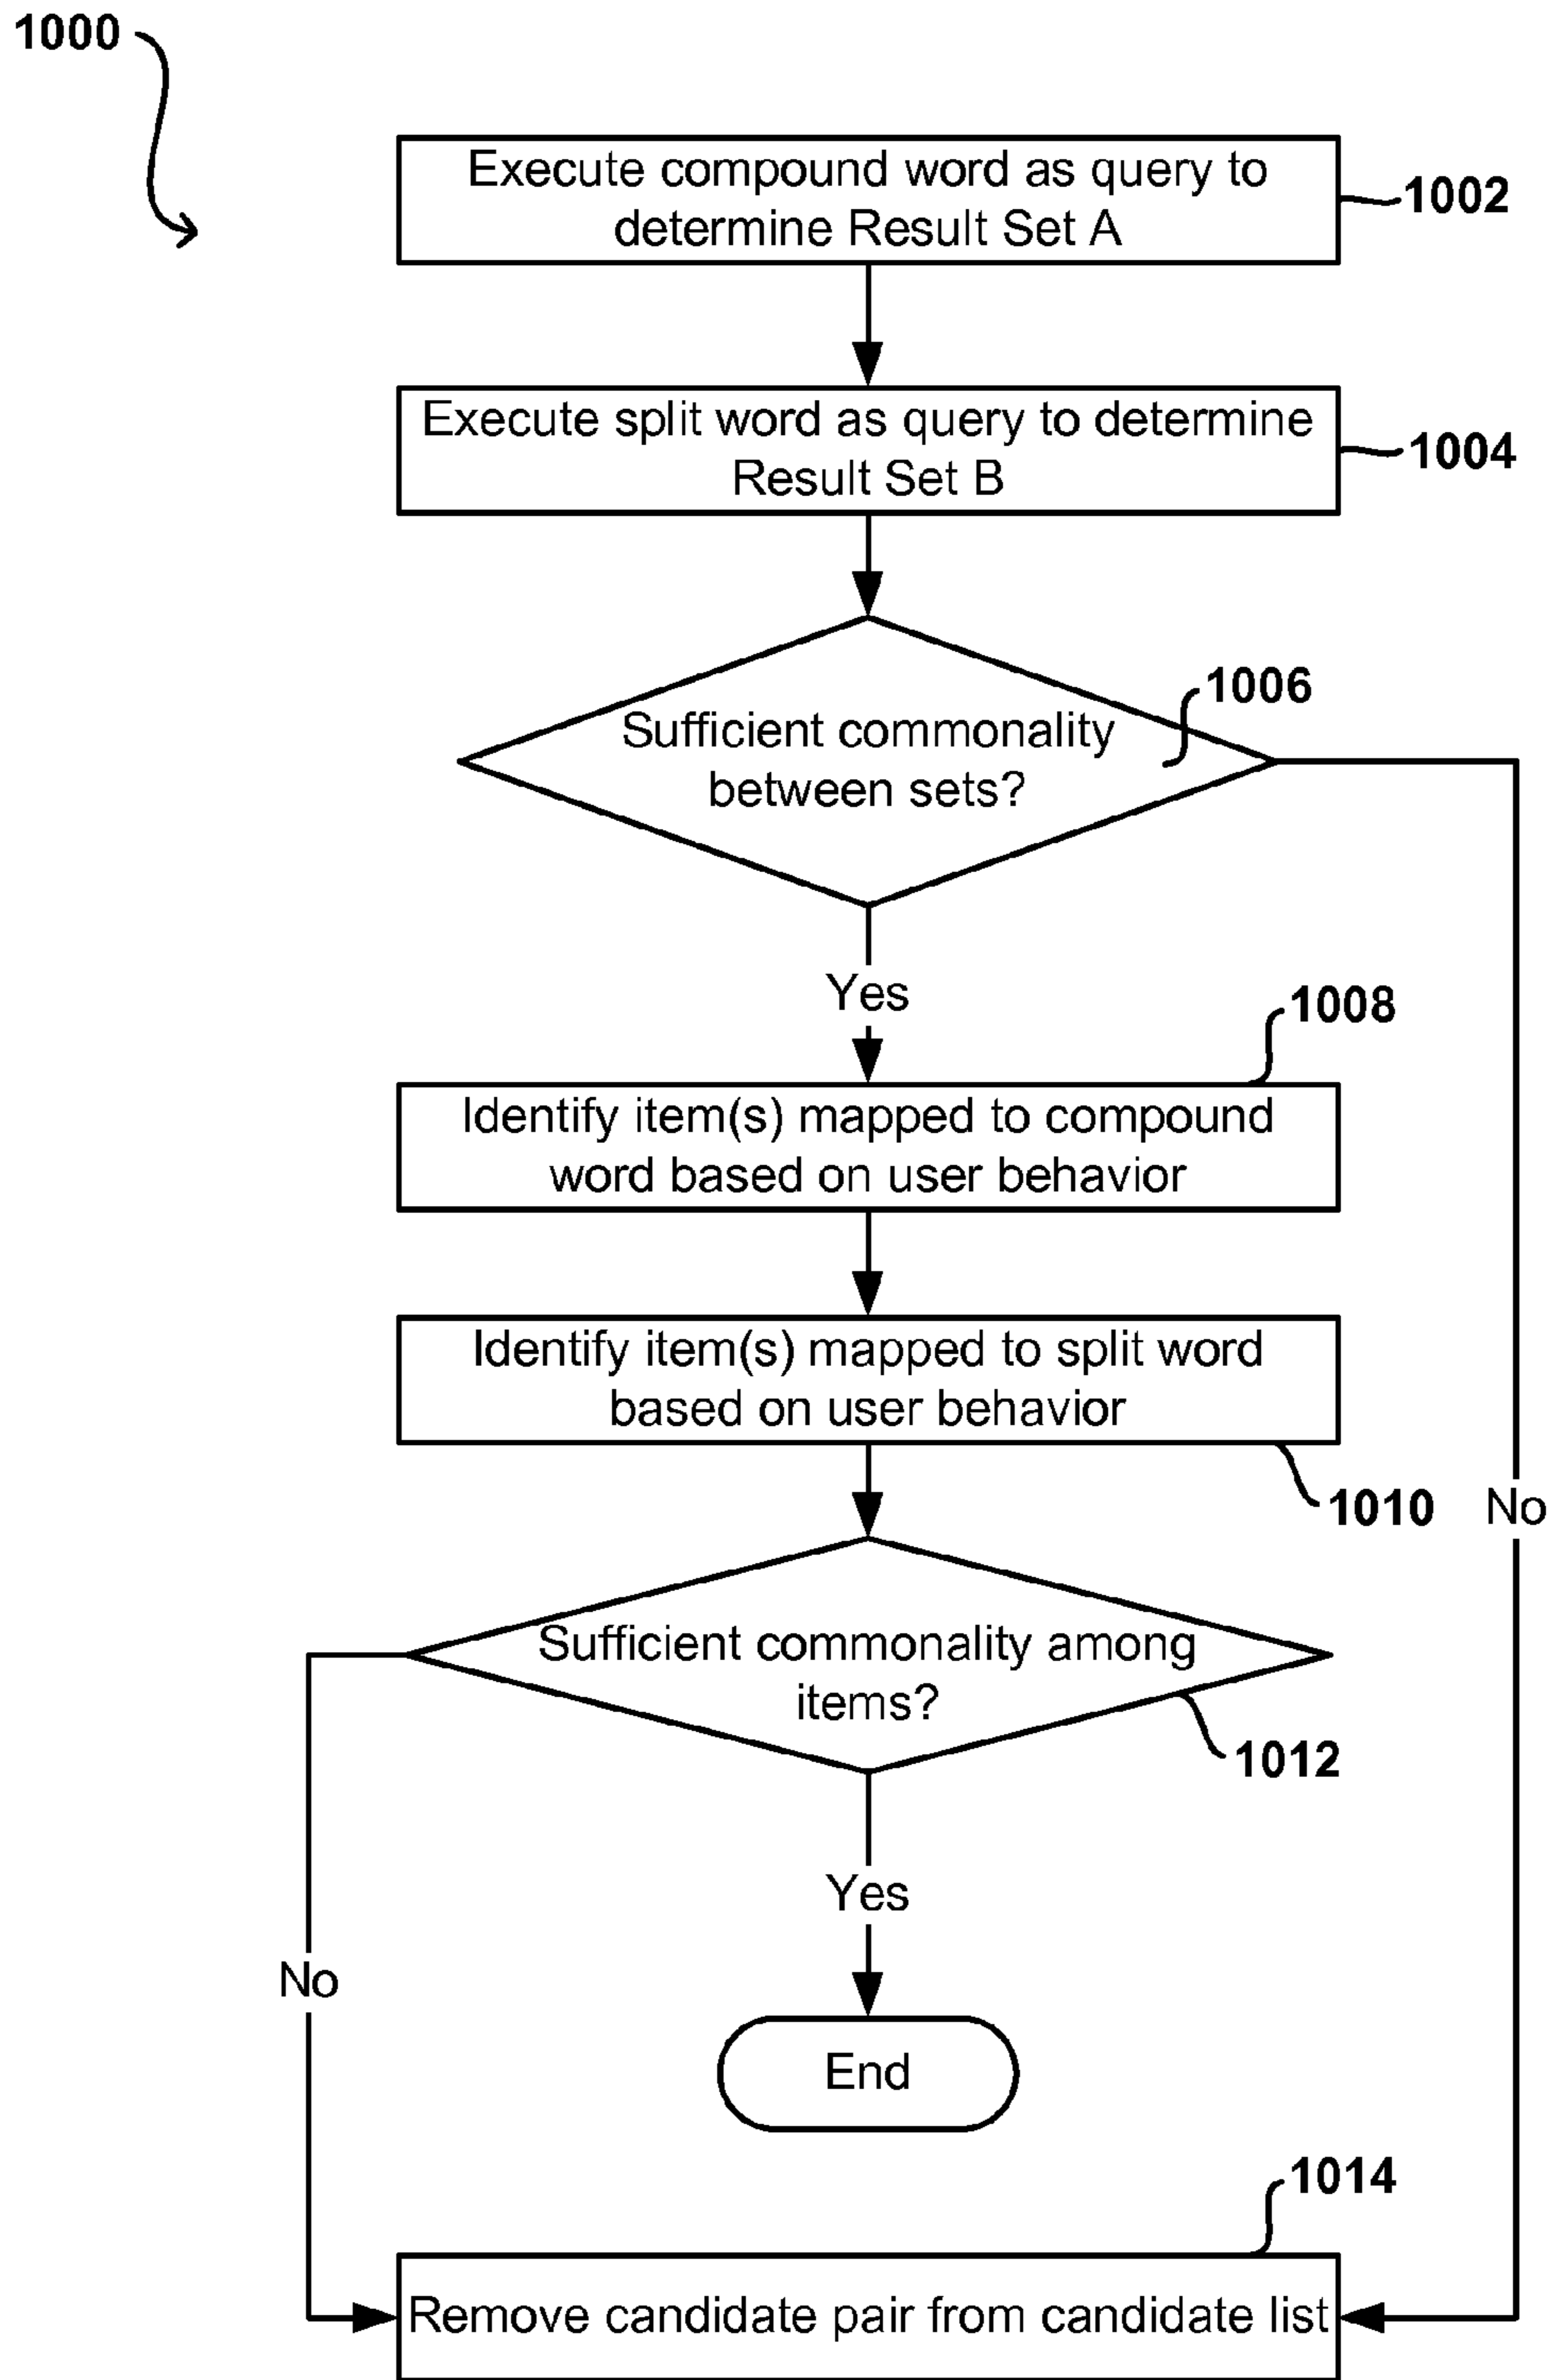 1000
Execute compound word as query to
determine Result Set A
1002
Execute split word as query to determine
Result Set B
1004
1006
Sufficient commonality
between sets?
Yes
1008
Identify item(s) mapped to compound
word based on user behavior
Identify item(s) mapped to split word
based on user behavior
1010
No
Sufficient commonality among
items?
1012
Yes
No
End
1014
Remove candidate pair from candidate list